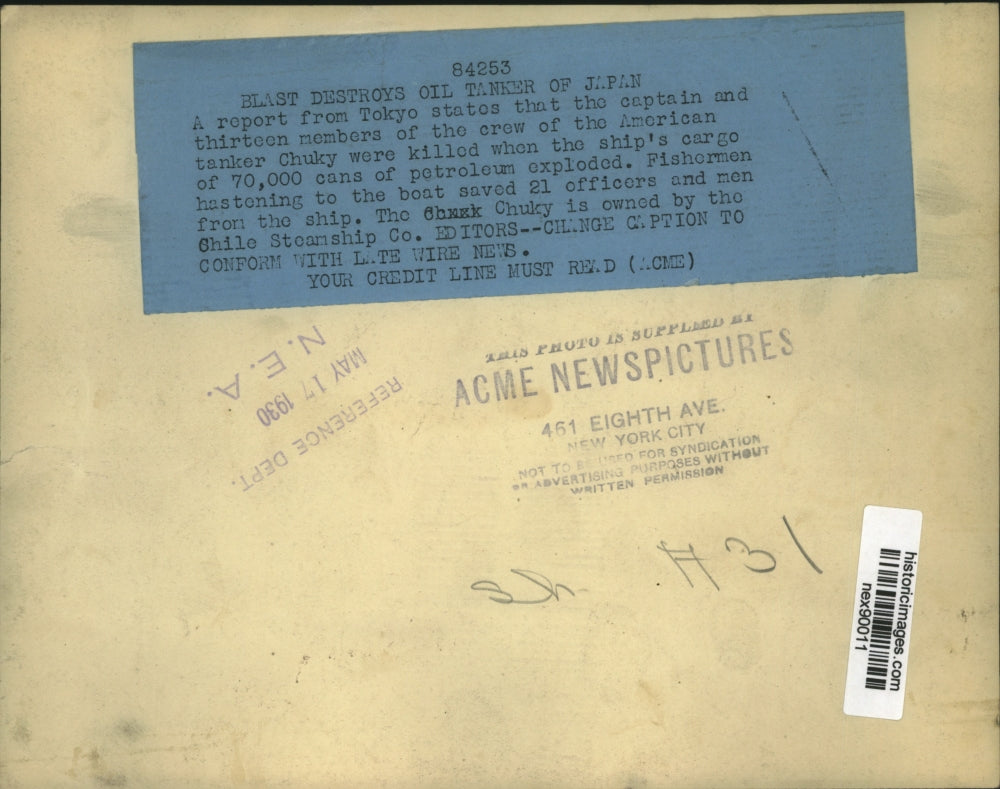 84253
BLAST DESTROYS OIL TANKER OF JAPAN
A report from Tokyo states that the captain and
thirteen members of the crew of the American
tanker Chuky were killed when the ship's cargo
of 70,000 cans of petroleum exploded. Fishermen
hastening to the boat saved 21 officers and men
from the ship. The Chuky is owned by the
Chile Steamship Co. EDITORS--CHANGE CAPTION TO
CONFORM WITH LATE WIRE NEWS.
YOUR CREDIT LINE MUST READ (ACME)
THIS PHOTO IS SUPPLIED BY
ACME NEWSPICTURES
461 EIGHTH AVE.
NEW YORK CITY
NOT TO BE USED FOR SYNDICATION
OR ADVERTISING PURPOSES WITHOUT
WRITTEN PERMISSION
REFERENCE DEPT.
MAY 17 1930
N. E. A.
sh H31
historicimages.com
nex90011